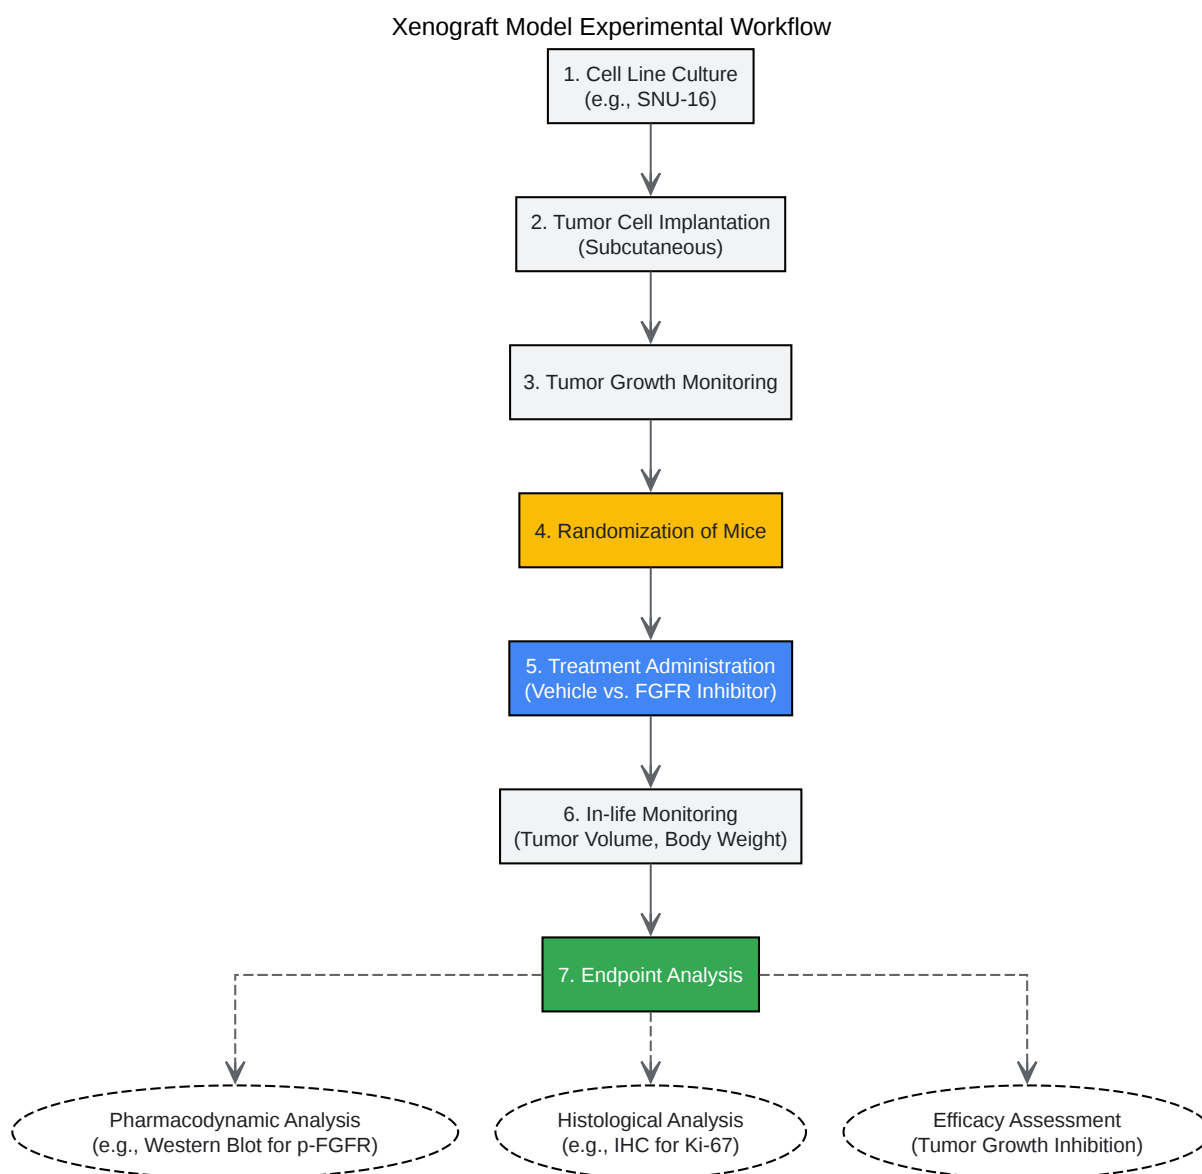 Xenograft Model Experimental Workflow
1. Cell Line Culture
(e.g., SNU-16)
2. Tumor Cell Implantation
(Subcutaneous)
3. Tumor Growth Monitoring
4. Randomization of Mice
5. Treatment Administration
(Vehicle vs. FGFR Inhibitor)
6. In-life Monitoring
(Tumor Volume, Body Weight)
7. Endpoint Analysis
Pharmacodynamic Analysis
(e.g., Western Blot for p-FGFR)
Histological Analysis
(e.g., IHC for Ki-67)
Efficacy Assessment
(Tumor Growth Inhibition)